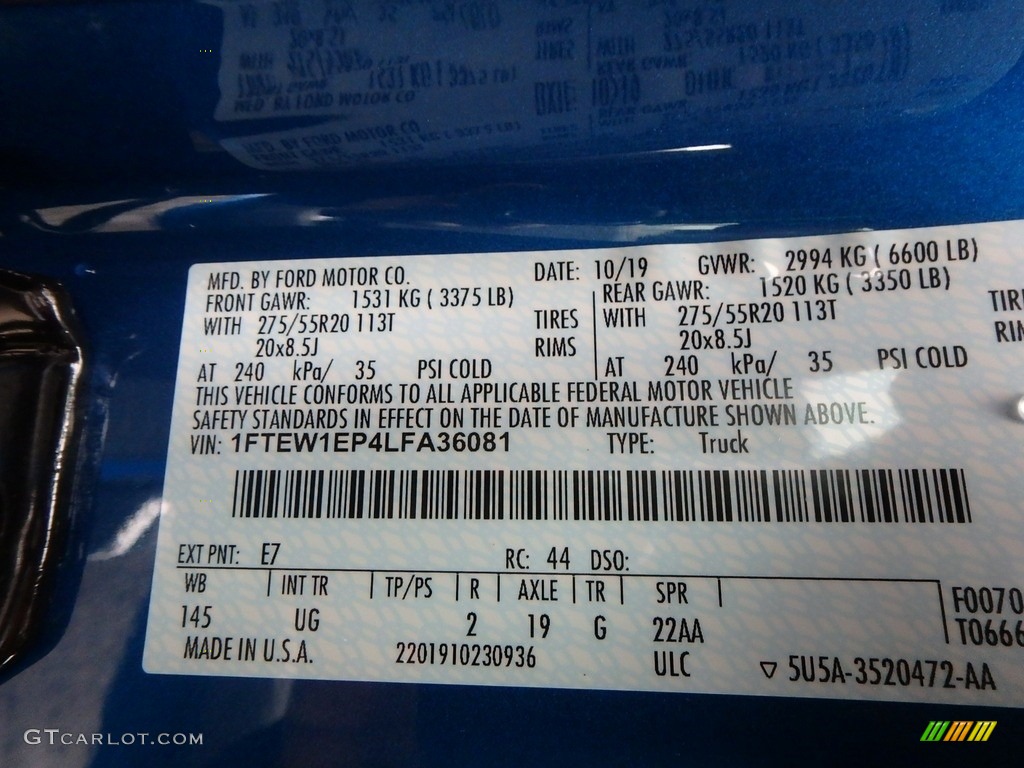 MFD. BY FORD MOTOR CO. DATE: 10/19 GVWR: 2994 KG ( 6600 LB)
FRONT GAWR: 1531 KG ( 3375 LB) REAR GAWR: 1520 KG ( 3350 LB)
WITH 275/55R20 113T TIRES WITH 275/55R20 113T
20x8.5J RIMS 20x8.5J
AT 240 kPa/ 35 PSI COLD AT 240 kPa/ 35 PSI COLD
THIS VEHICLE CONFORMS TO ALL APPLICABLE FEDERAL MOTOR VEHICLE
SAFETY STANDARDS IN EFFECT ON THE DATE OF MANUFACTURE SHOWN ABOVE.
VIN: 1FTEW1EP4LFA36081 TYPE: Truck
EXT PNT: E7 RC: 44 DSO:
WB INT TR TP/PS R AXLE TR SPR
145 UG 2 19 G 22AA
F0070
T0666
MADE IN U.S.A. 2201910230936 ULC 5U5A-3520472-AA
GTCARLOT.COM